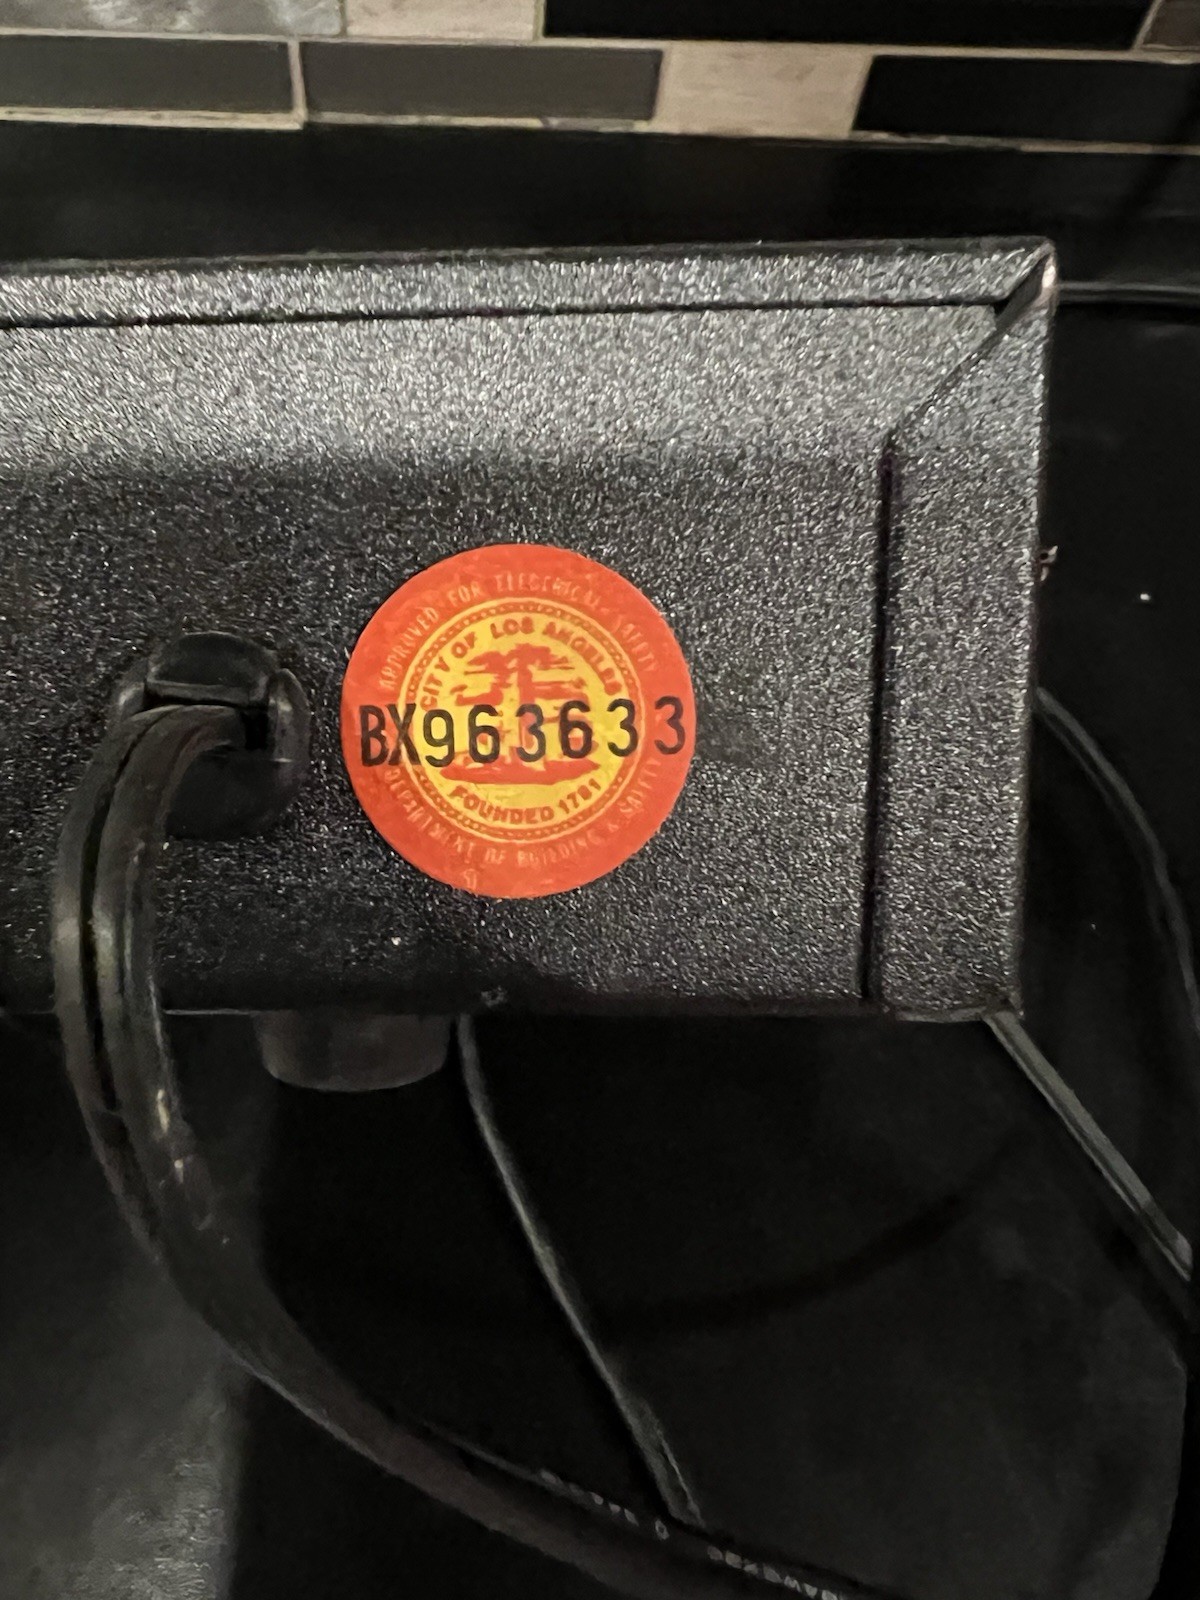 APPROVED FOR ELECTRICAL SAFETY
CITY OF LOS ANGELES
BX963633
FOUNDED 1781
DEPARTMENT OF BUILDING & SAFETY